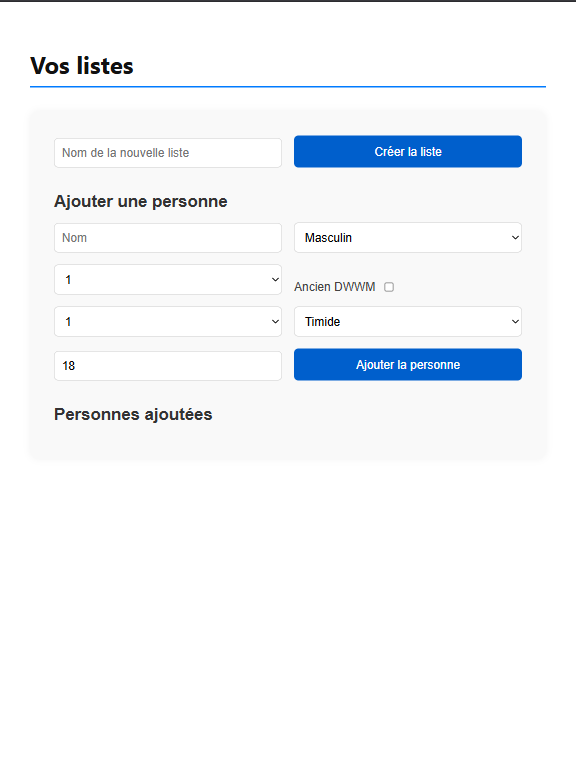 Vos listes
Nom de la nouvelle liste
Créer la liste
Ajouter une personne
Nom
Masculin
1
Ancien DWWM
1
Timide
18
Ajouter la personne
Personnes ajoutées